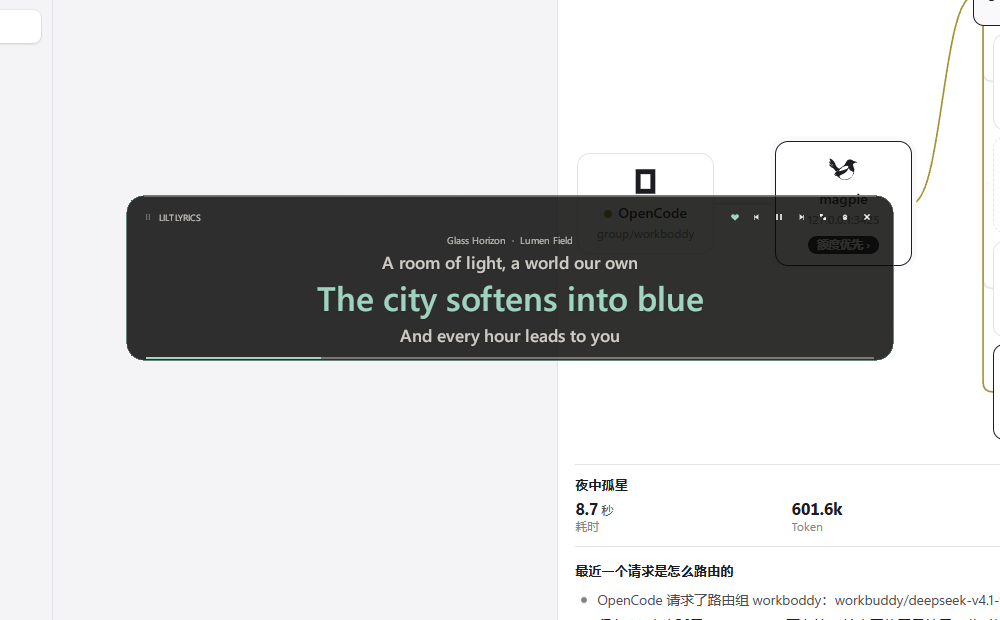 magpie
OpenCode
group/workboddy
额度优先 ›
LILT LYRICS
Glass Horizon · Lumen Field
A room of light, a world our own
The city softens into blue
And every hour leads to you
夜中孤星
8.7 秒
耗时
601.6k
Token
最近一个请求是怎么路由的
OpenCode 请求了路由组 workboddy：workbuddy/deepseek-v4.1-